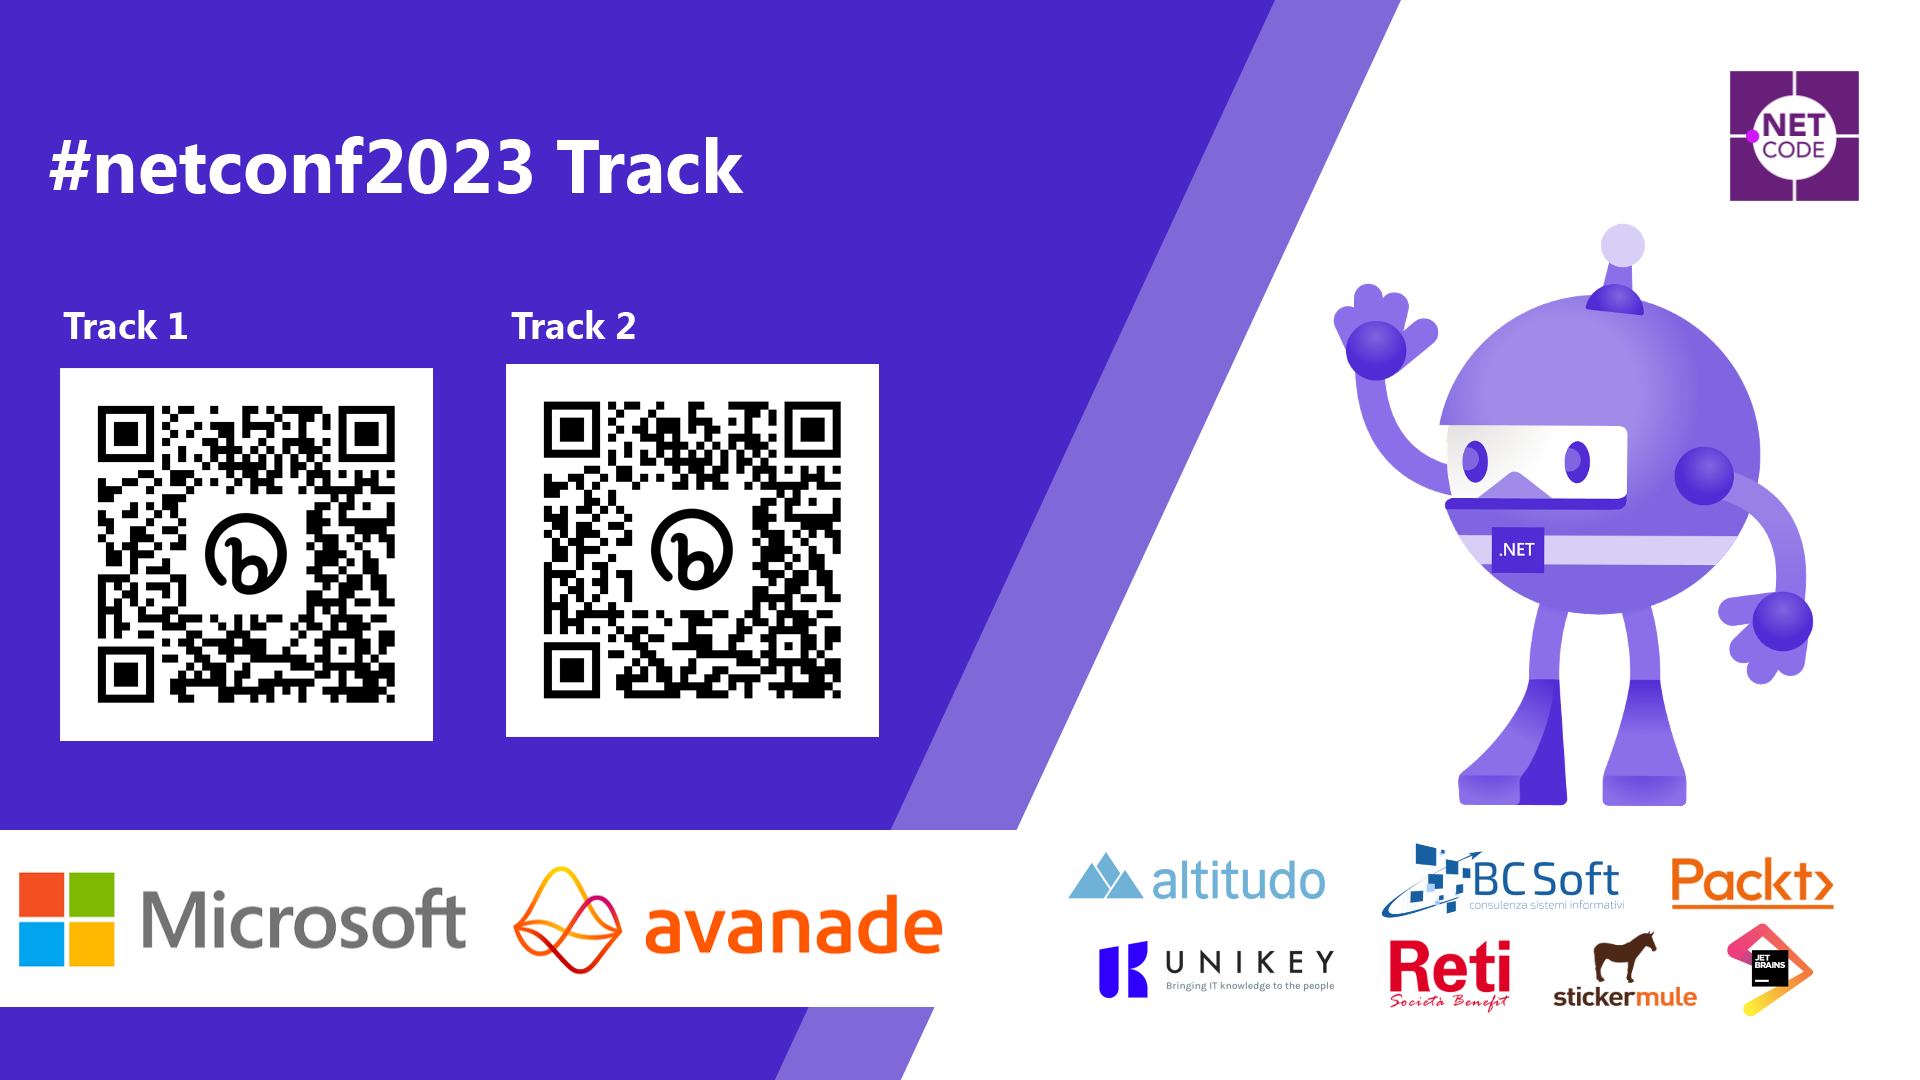 #netconf2023 Track
NET
CODE
Track 1
Track 2
.NET
Microsoft
avanade
altitudo
BC Soft
consulenza sistemi informativi
Packt>
UNIKEY
Bringing IT knowledge to the people
Reti
Società Benefit
stickermule
JET
BRAINS